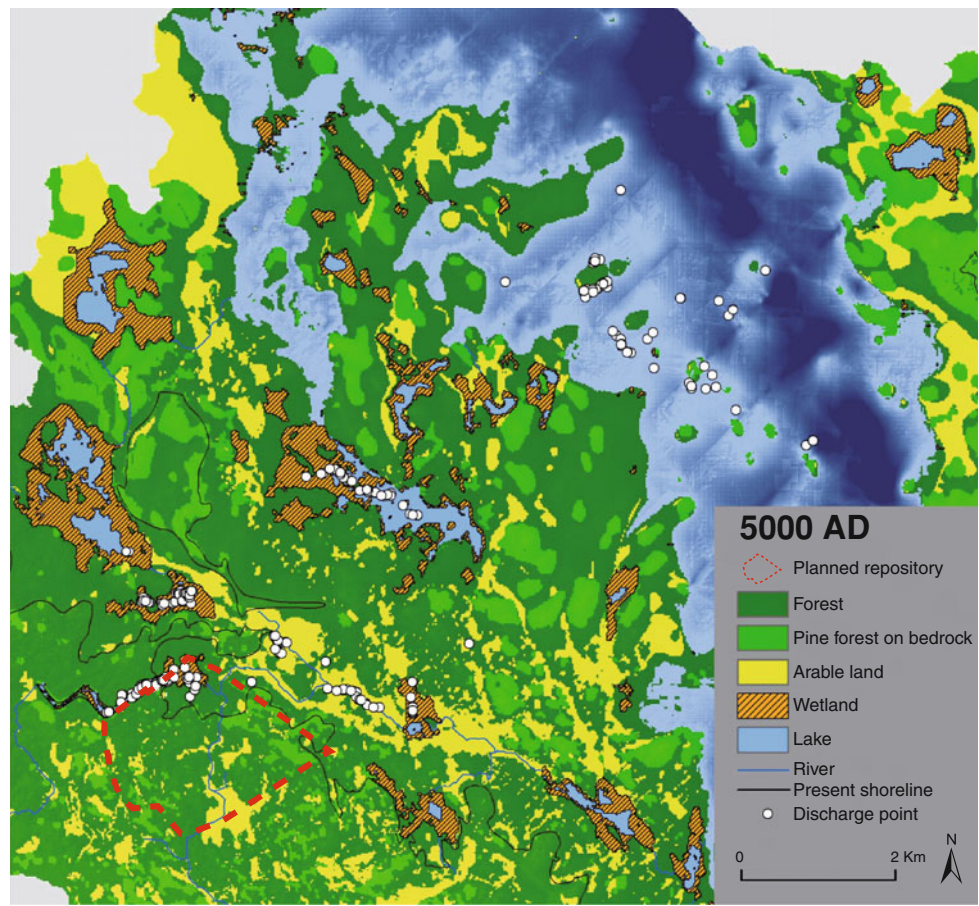 5000 AD
Planned repository
Forest
Pine forest on bedrock
Arable land
Wetland
Lake
River
Present shoreline
Discharge point
N
0 2 Km